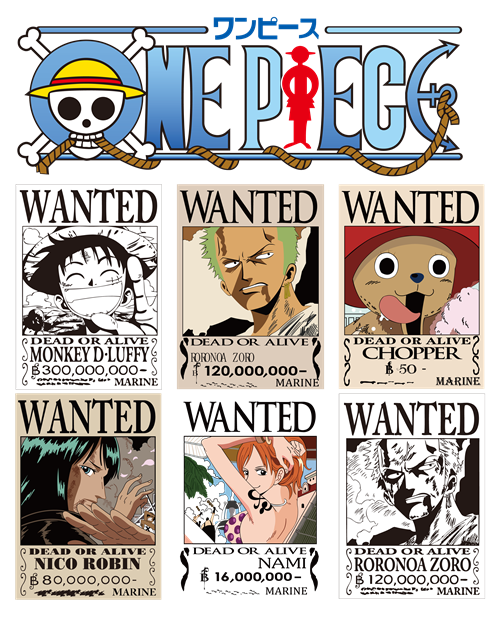 ワンピース
ONE PIECE
WANTED
DEAD OR ALIVE
MONKEY D·LUFFY
฿300,000,000-
MARINE
WANTED
DEAD OR ALIVE
RORONOA ZORO
฿120,000,000-
MARINE
WANTED
DEAD OR ALIVE
CHOPPER
฿50-
MARINE
WANTED
DEAD OR ALIVE
NICO ROBIN
฿80,000,000-
MARINE
WANTED
DEAD OR ALIVE
NAMI
฿16,000,000-
MARINE
WANTED
DEAD OR ALIVE
RORONOA ZORO
฿120,000,000-
MARINE